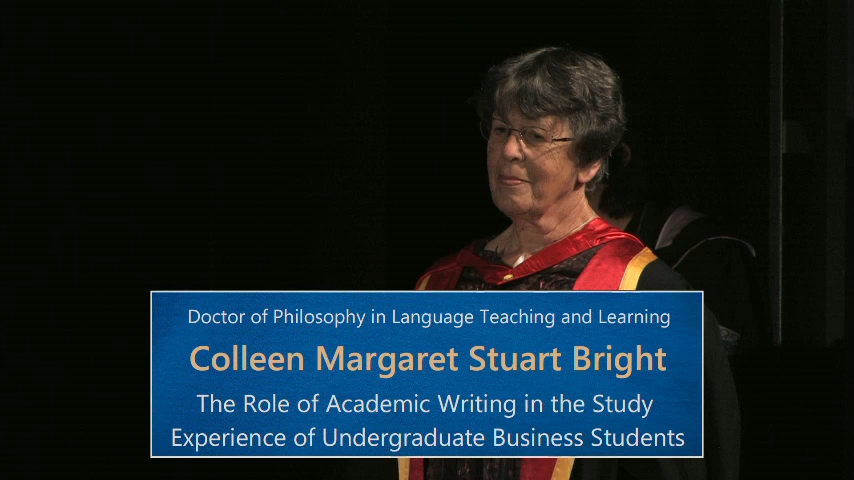 Doctor of Philosophy in Language Teaching and Learning
Colleen Margaret Stuart Bright
The Role of Academic Writing in the Study
Experience of Undergraduate Business Students